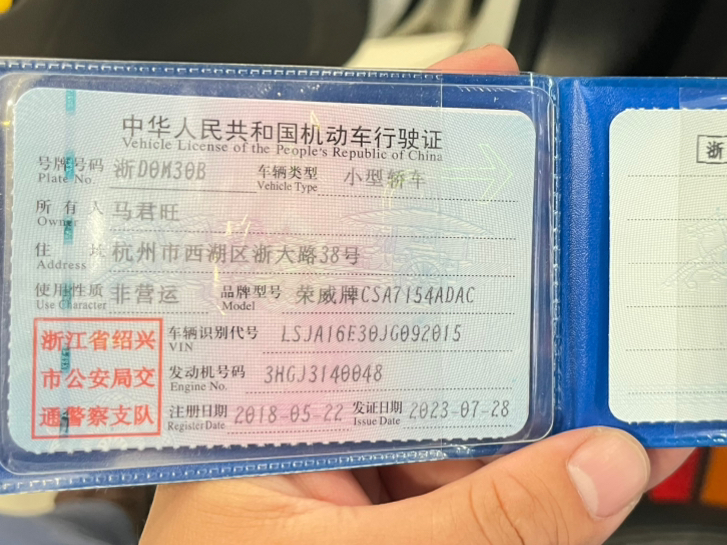 中华人民共和国机动车行驶证
Vehicle License of the People's Republic of China
号牌号码 浙D0M30B 车辆类型 小型轿车
Plate No. Vehicle Type
所有人 马君旺
Owner
住址 杭州市西湖区浙大路38号
Address
使用性质 非营运 品牌型号 荣威牌CSA7154ADAC
Use Character Model
浙江省绍兴
市公安局交
通警察支队
车辆识别代号 LSJA16E30JG092015
VIN
发动机号码 3HGJ3140048
Engine No.
注册日期 2018-05-22 发证日期 2023-07-28
Register Date Issue Date
浙